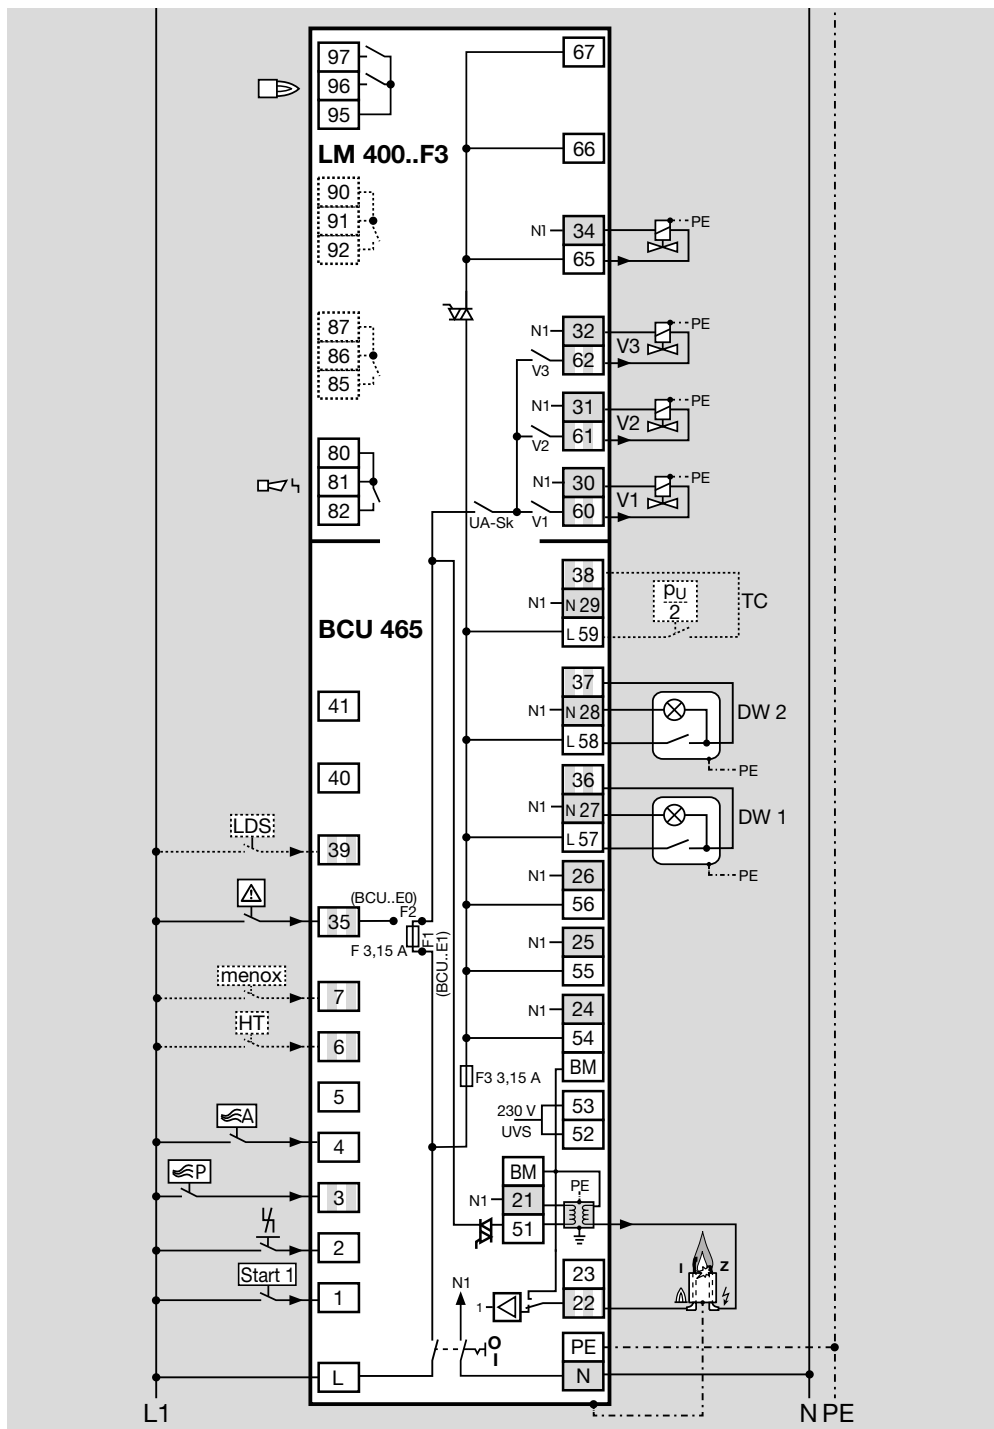 97
67
96
95
LM 400..F3
66
90
91
92
N1
34
PE
65
87
86
85
N1
32
PE
V3
62
V3
N1
31
PE
V2
61
V2
80
81
82
N1
30
PE
V1
60
UA-Sk
V1
38
pU
2
TC
N1
N 29
L 59
BCU 465
37
N1
N 28
DW 2
L 58
PE
41
40
36
N1
N 27
DW 1
L 57
PE
LDS
39
N1
26
56
(BCU..E0)
F2
35
F 3,15 A
F1
(BCU..E1)
N1
25
55
menox
7
N1
24
54
HT
6
BM
F3 3,15 A
5
230 V
UVS
53
52
A
4
P
3
BM
PE
N1
21
51
2
Start 1
1
N1
23
22
1
I
Z
O
I
PE
L
N
L1
N PE